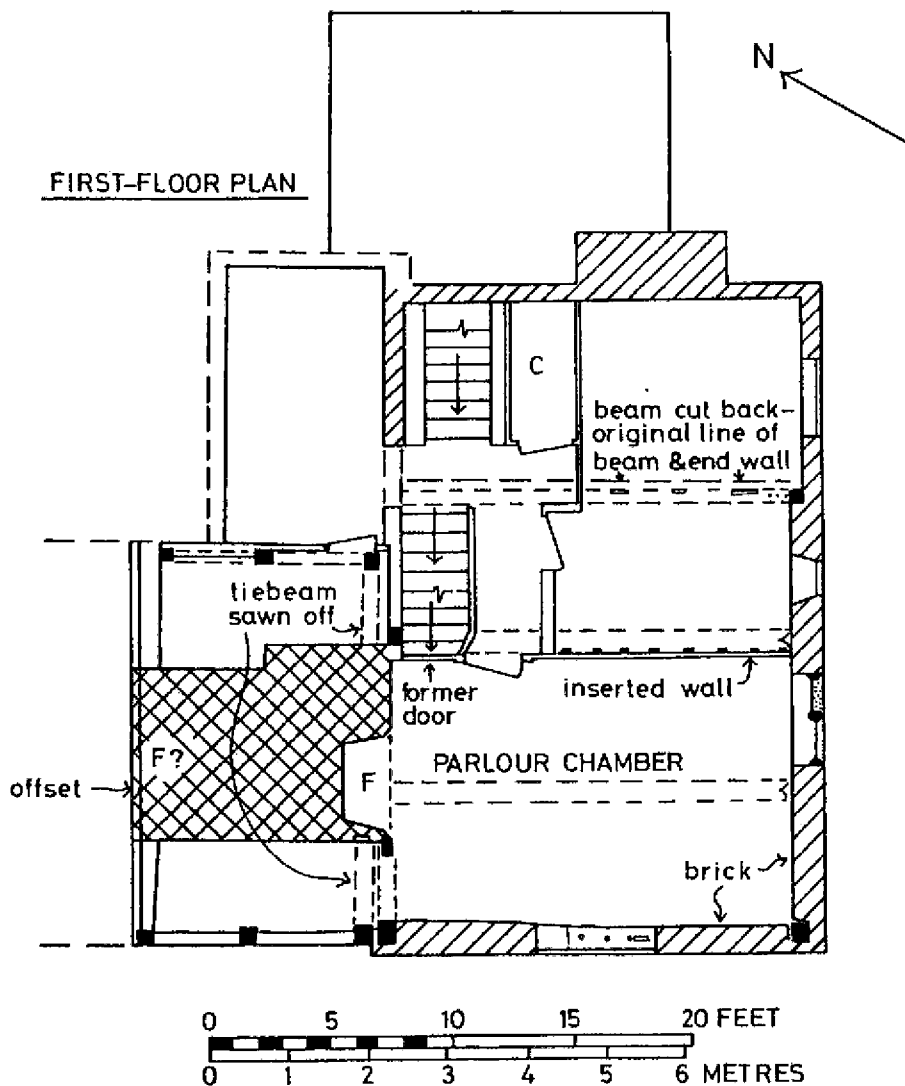 N
FIRST-FLOOR PLAN
C
beam cut back-
original line of
beam & end wall
tiebeam
sawn off
former
door
inserted wall
F?
F
PARLOUR CHAMBER
offset
brick
0 5 10 15 20 FEET
0 1 2 3 4 5 6 METRES